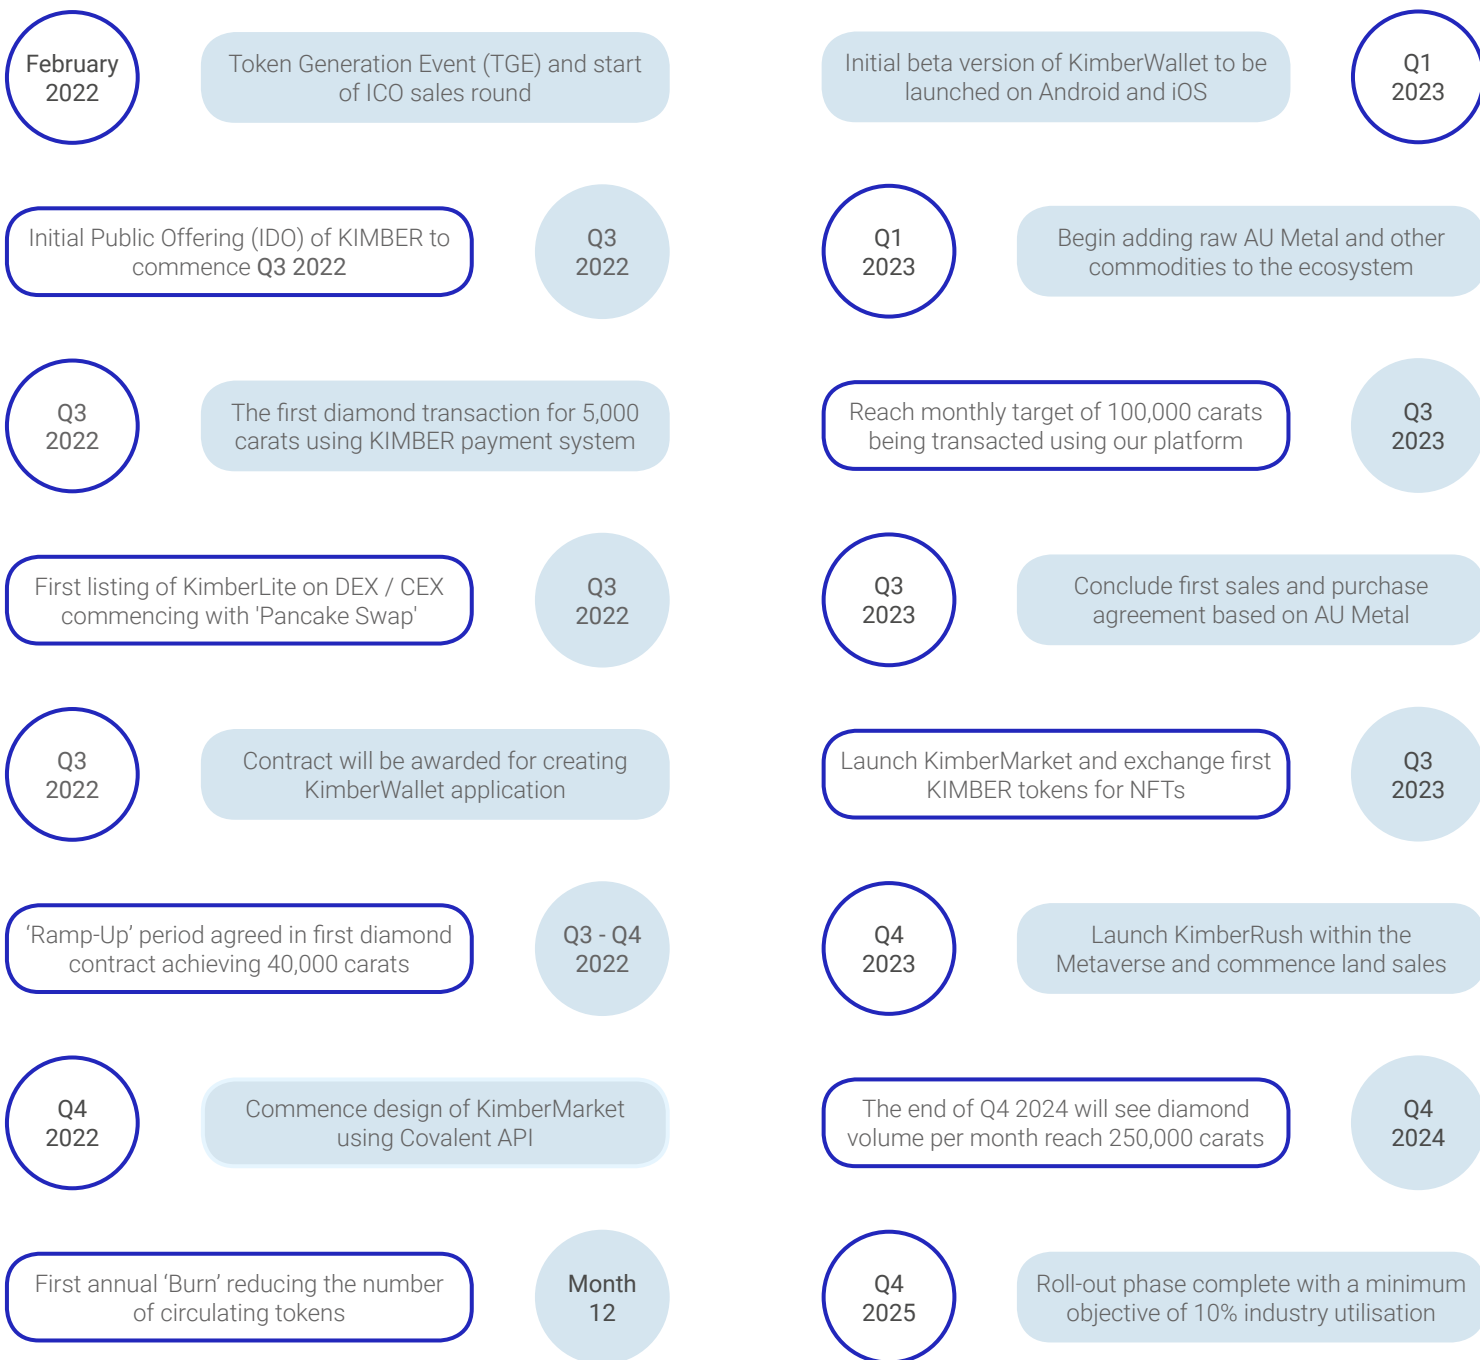 February
2022
Token Generation Event (TGE) and start
of ICO sales round
Initial Public Offering (IDO) of KIMBER to
commence Q3 2022
Q3
2022
Q3
2022
The first diamond transaction for 5,000
carats using KIMBER payment system
First listing of KimberLite on DEX / CEX
commencing with 'Pancake Swap'
Q3
2022
Q3
2022
Contract will be awarded for creating
KimberWallet application
‘Ramp-Up’ period agreed in first diamond
contract achieving 40,000 carats
Q3 - Q4
2022
Q4
2022
Commence design of KimberMarket
using Covalent API
First annual ‘Burn’ reducing the number
of circulating tokens
Month
12
Initial beta version of KimberWallet to be
launched on Android and iOS
Q1
2023
Q1
2023
Begin adding raw AU Metal and other
commodities to the ecosystem
Reach monthly target of 100,000 carats
being transacted using our platform
Q3
2023
Q3
2023
Conclude first sales and purchase
agreement based on AU Metal
Launch KimberMarket and exchange first
KIMBER tokens for NFTs
Q3
2023
Q4
2023
Launch KimberRush within the
Metaverse and commence land sales
The end of Q4 2024 will see diamond
volume per month reach 250,000 carats
Q4
2024
Q4
2025
Roll-out phase complete with a minimum
objective of 10% industry utilisation